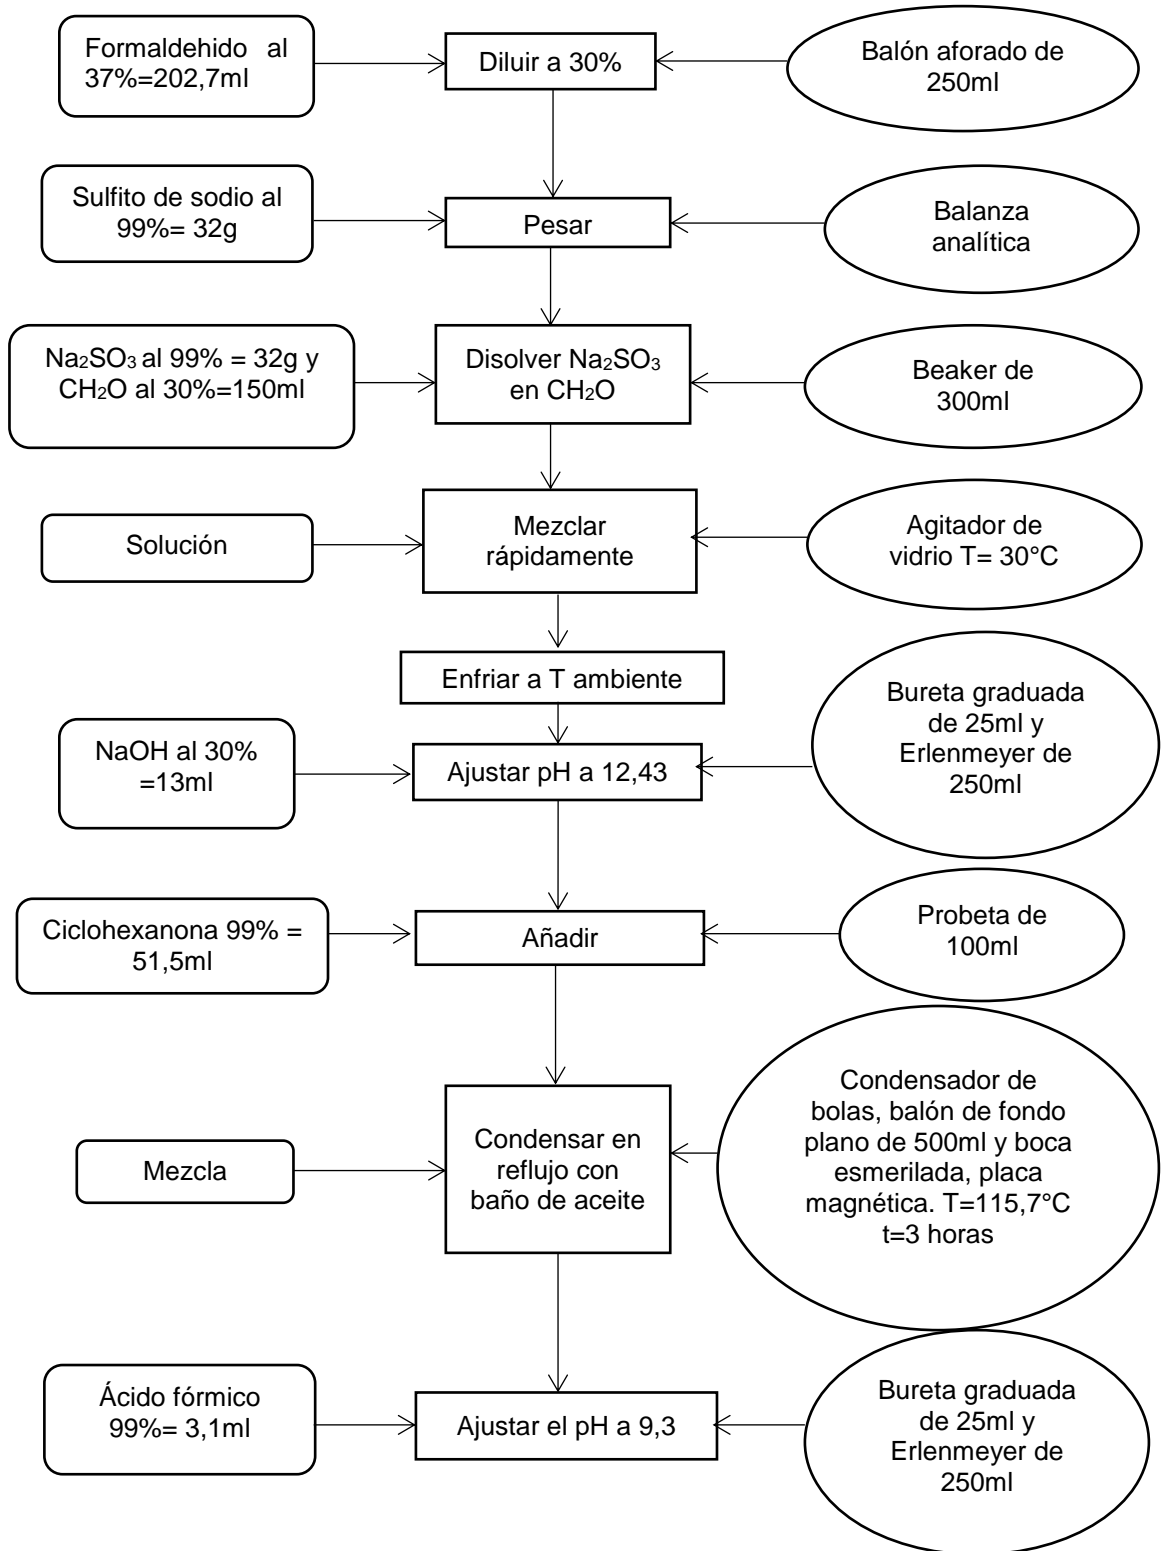 Formaldehido al
37%=202,7ml
Diluir a 30%
Balón aforado de
250ml
Sulfito de sodio al
99%= 32g
Pesar
Balanza
analítica
Na₂SO₃ al 99% = 32g y
CH₂O al 30%=150ml
Disolver Na₂SO₃
en CH₂O
Beaker de
300ml
Solución
Mezclar
rápidamente
Agitador de
vidrio T= 30°C
Enfriar a T ambiente
NaOH al 30%
=13ml
Ajustar pH a 12,43
Bureta graduada
de 25ml y
Erlenmeyer de
250ml
Ciclohexanona 99% =
51,5ml
Añadir
Probeta de
100ml
Mezcla
Condensar en
reflujo con
baño de aceite
Condensador de
bolas, balón de fondo
plano de 500ml y boca
esmerilada, placa
magnética. T=115,7°C
t=3 horas
Ácido fórmico
99%= 3,1ml
Ajustar el pH a 9,3
Bureta graduada
de 25ml y
Erlenmeyer de
250ml